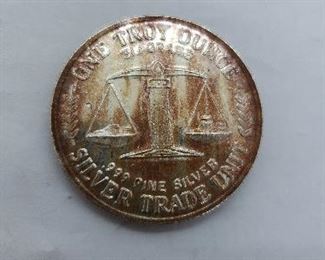 ONE TROY OUNCE
.999 FINE SILVER
SILVER TRADE UNIT